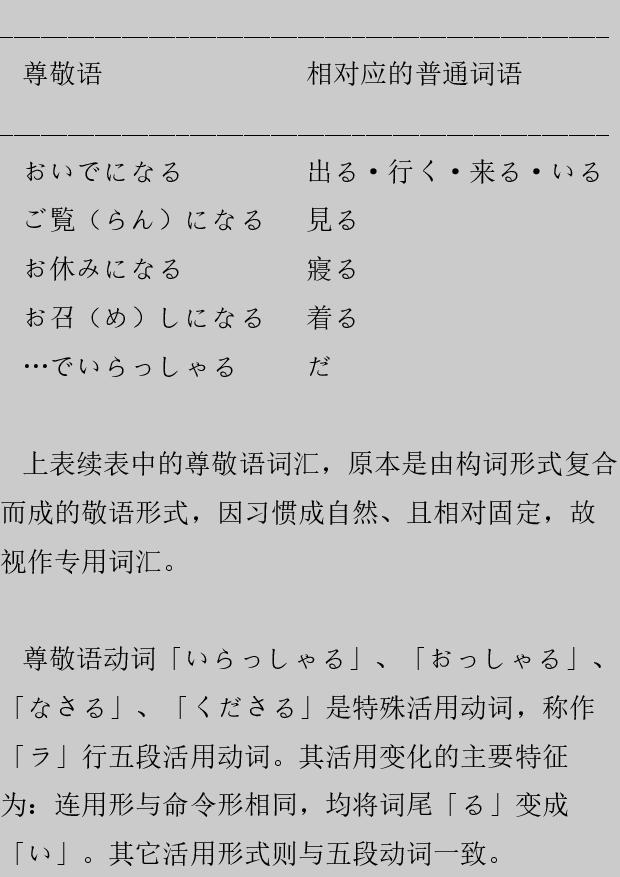 尊敬语 相对应的普通词语
おいでになる 出る・行く・来る・いる
ご覧（らん）になる 見る
お休みになる 寝る
お召（め）しになる 着る
…でいらっしゃる だ
上表续表中的尊敬语词汇，原本是由构词形式复合
而成的敬语形式，因习惯成自然、且相对固定，故
视作专用词汇。
尊敬语动词「いらっしゃる」、「おっしゃる」、
「なさる」、「くださる」是特殊活用动词，称作
「ラ」行五段活用动词。其活用变化的主要特征
为：连用形与命令形相同，均将词尾「る」变成
「い」。其它活用形式则与五段动词一致。